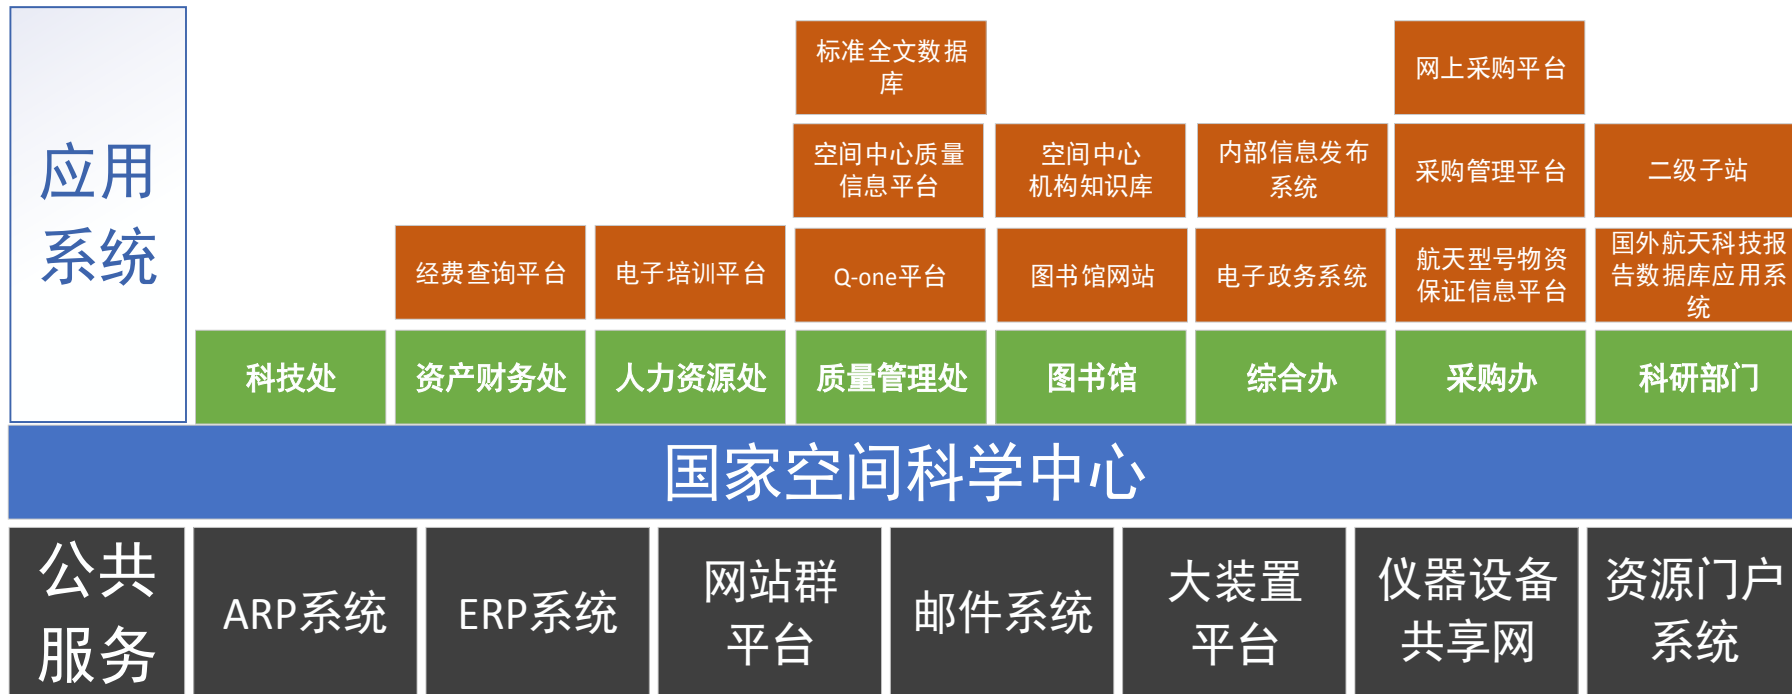 应用
系统
标准全文数据
库
网上采购平台
空间中心质量
信息平台
空间中心
机构知识库
内部信息发布
系统
采购管理平台
二级子站
经费查询平台
电子培训平台
Q-one平台
图书馆网站
电子政务系统
航天型号物资
保证信息平台
国外航天科技报
告数据库应用系
统
科技处
资产财务处
人力资源处
质量管理处
图书馆
综合办
采购办
科研部门
国家空间科学中心
公共
服务
ARP系统
ERP系统
网站群
平台
邮件系统
大装置
平台
仪器设备
共享网
资源门户
系统